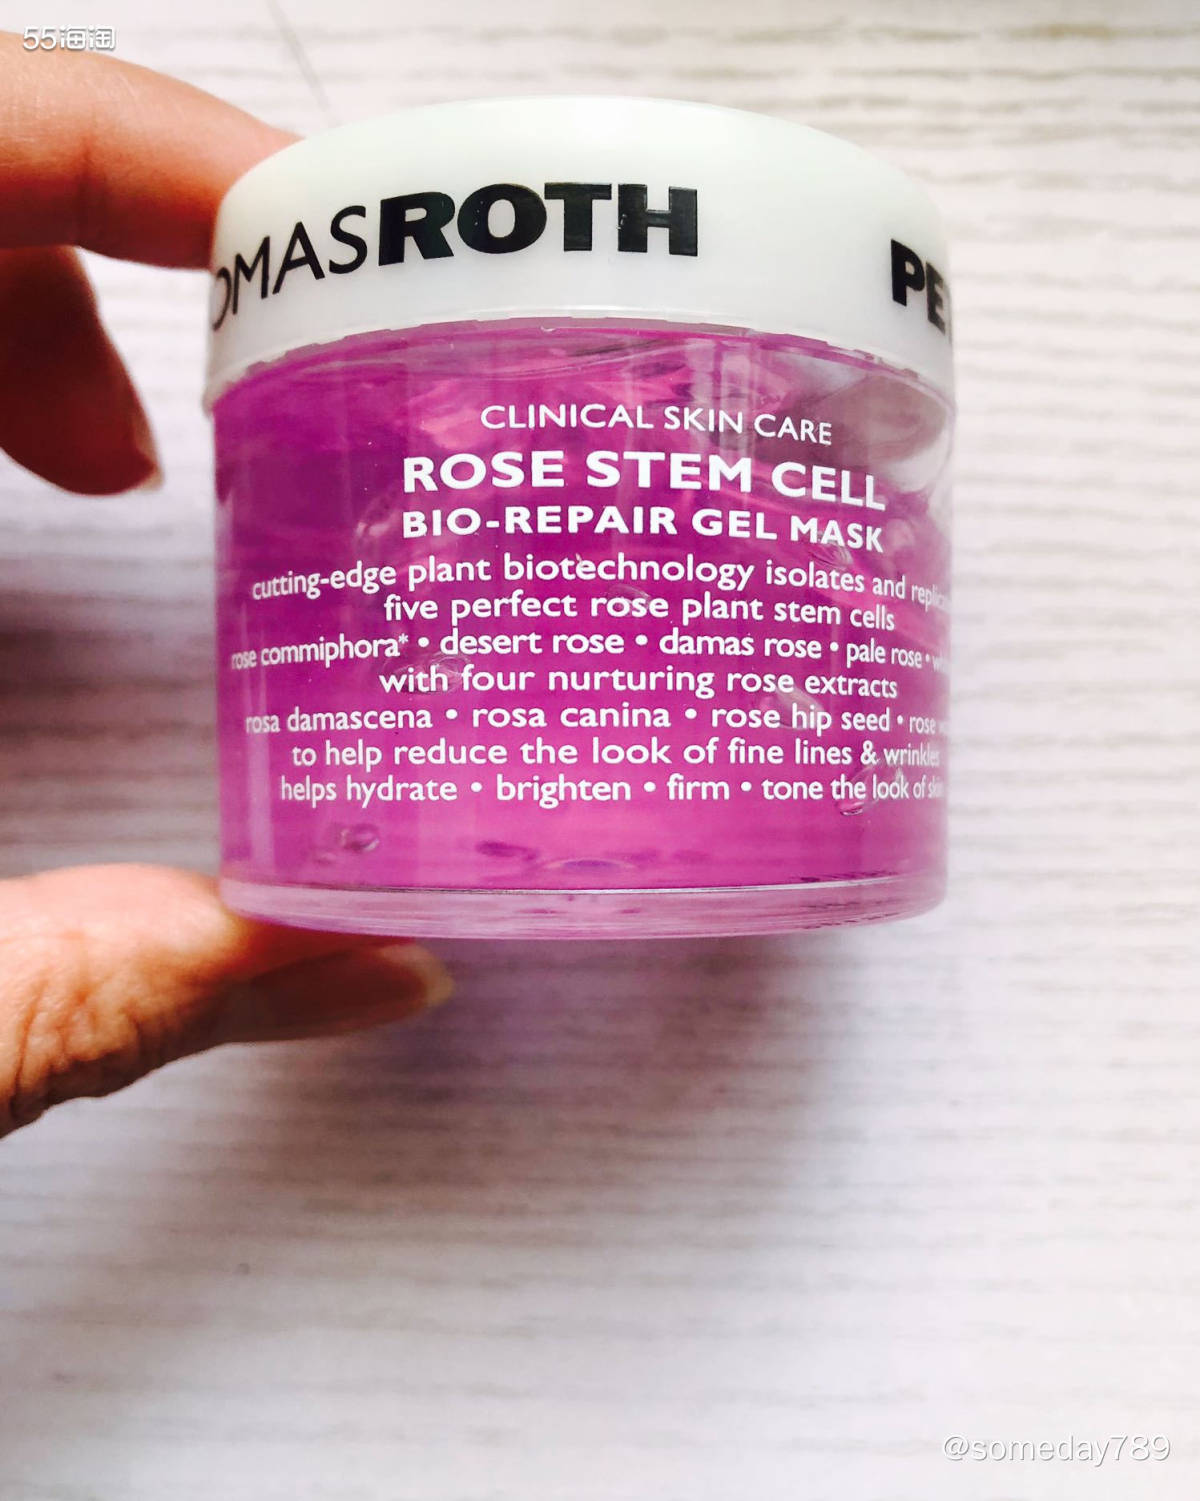 55海淘
OMASROTH
PE
CLINICAL SKIN CARE
ROSE STEM CELL
BIO-REPAIR GEL MASK
cutting-edge plant biotechnology isolates and
five perfect rose plant stem cells
rose commiphora* • desert rose • damas rose • pale rose •
with four nurturing rose extracts
rosa damascena • rosa canina • rose hip seed • rose
to help reduce the look of fine lines & wrinkles
helps hydrate • brighten • firm • tone the look of skin
@someday789